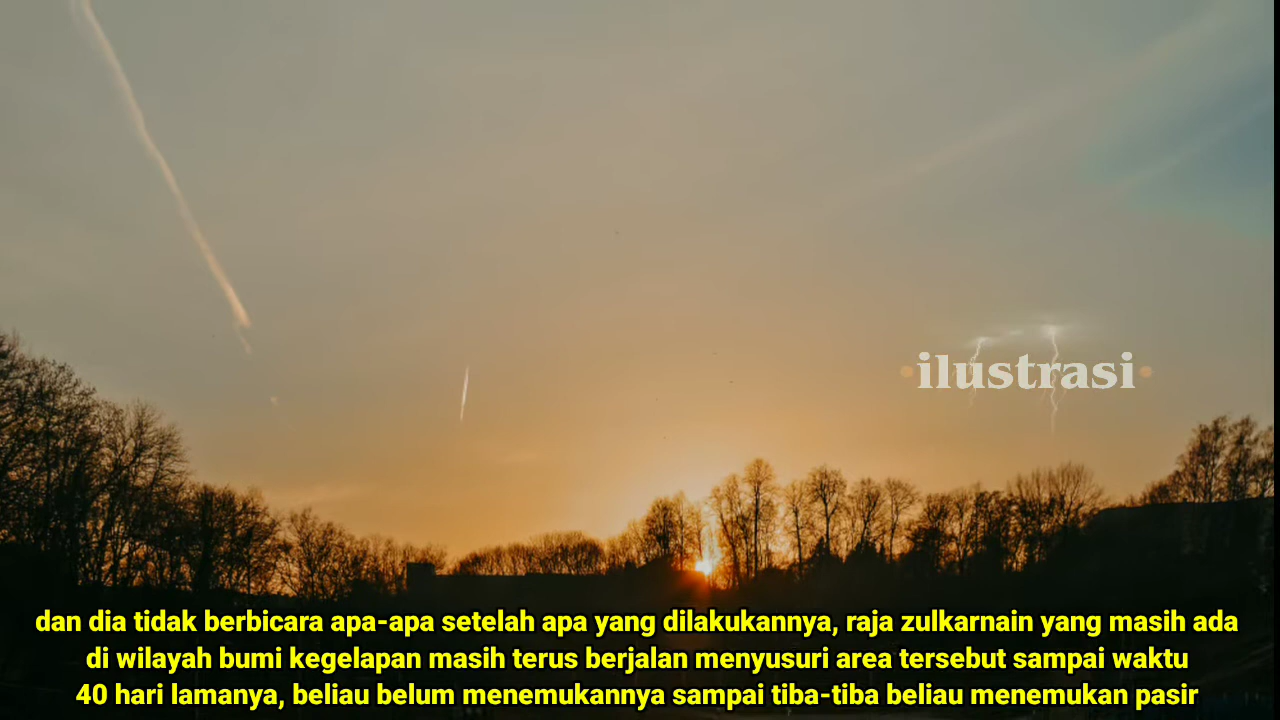 ilustrasi
dan dia tidak berbicara apa-apa setelah apa yang dilakukannya, raja zulkarnain yang masih ada
di wilayah bumi kegelapan masih terus berjalan menyusuri area tersebut sampai waktu
40 hari lamanya, beliau belum menemukannya sampai tiba-tiba beliau menemukan pasir